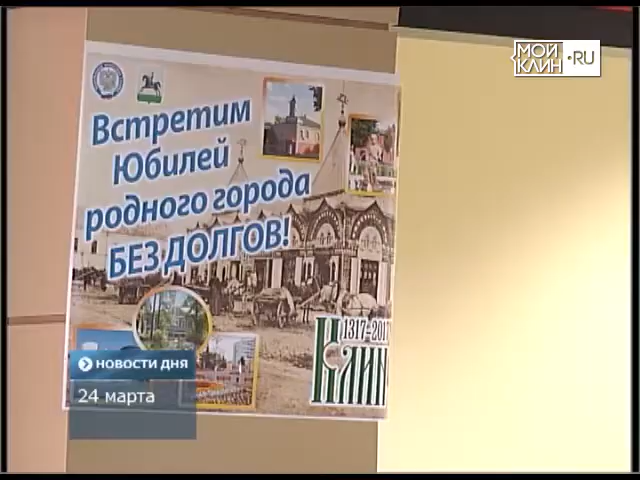 МОЙ
КЛИН
.RU
Встретим
Юбилей
родного города
БЕЗ ДОЛГОВ!
1317-2017
Клин
НОВОСТИ ДНЯ
24 марта